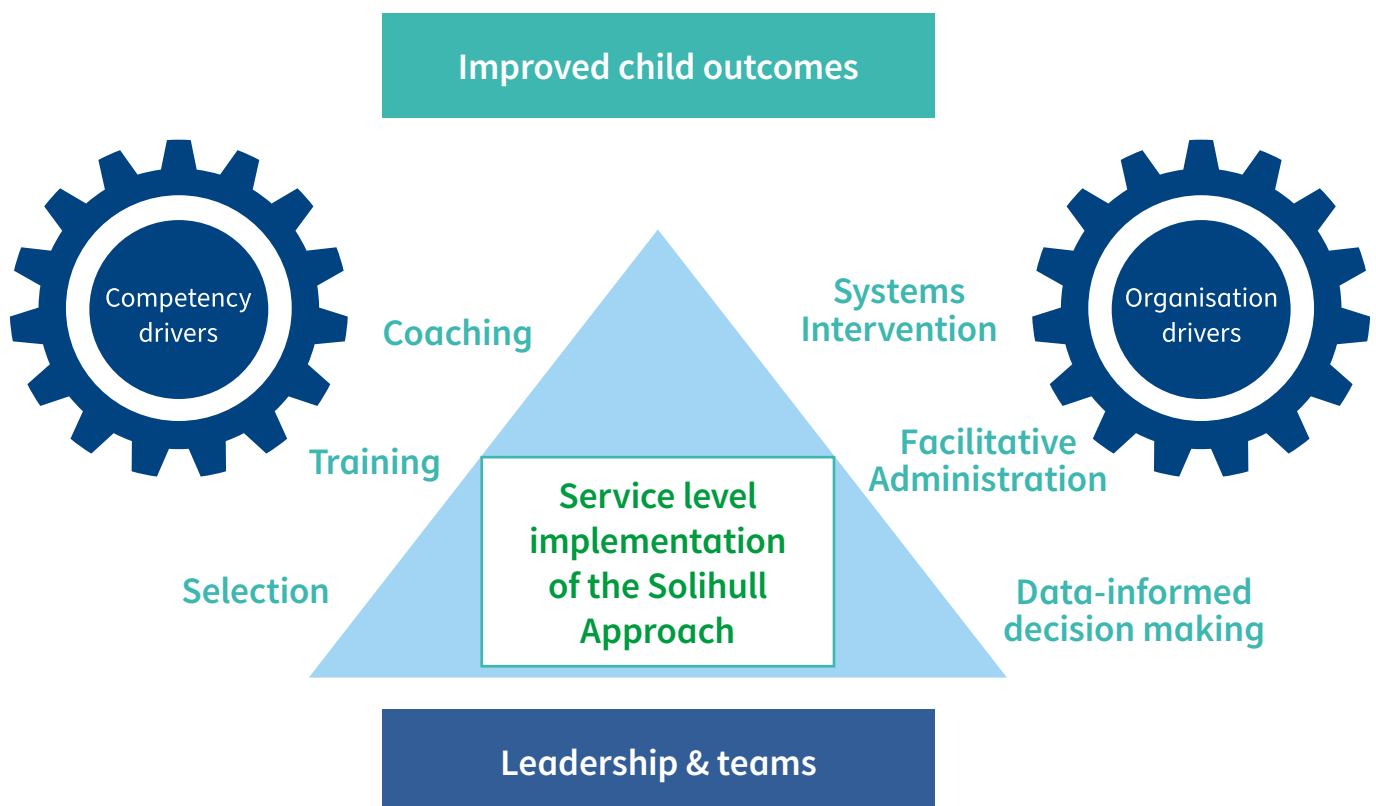 Improved child outcomes
Competency
drivers
Coaching
Training
Selection
Systems
Intervention
Organisation
drivers
Facilitative
Administration
Data-informed
decision making
Service level
implementation
of the Solihull
Approach
Leadership & teams